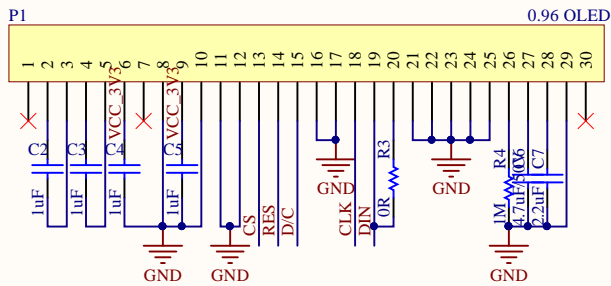 P1
0.96 OLED
1 2 3 4 5 6 7 8 9 10 11 12 13 14 15 16 17 18 19 20 21 22 23 24 25 26 27 28 29 30
VCC_3V3
VCC_3V3
C2
1uF
C3
1uF
C4
1uF
C5
1uF
GND
GND
CS
RES
D/C
GND
CLK
DIN
R3
0R
GND
R4
1M
C6
4.7uF/50V
C7
2.2uF
GND